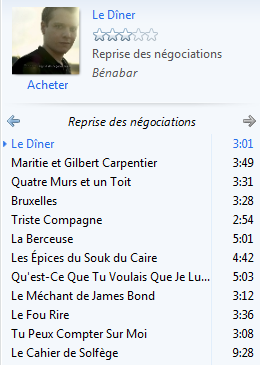 Le Dîner
Reprise des négociations
Bénabar
Acheter
Reprise des négociations
Le Dîner 3:01
Maritie et Gilbert Carpentier 3:49
Quatre Murs et un Toit 3:31
Bruxelles 3:28
Triste Compagne 2:54
La Berceuse 5:01
Les Épices du Souk du Caire 4:42
Qu'est-Ce Que Tu Voulais Que Je Lu... 5:03
Le Méchant de James Bond 3:12
Le Fou Rire 3:36
Tu Peux Compter Sur Moi 3:08
Le Cahier de Solfège 9:28